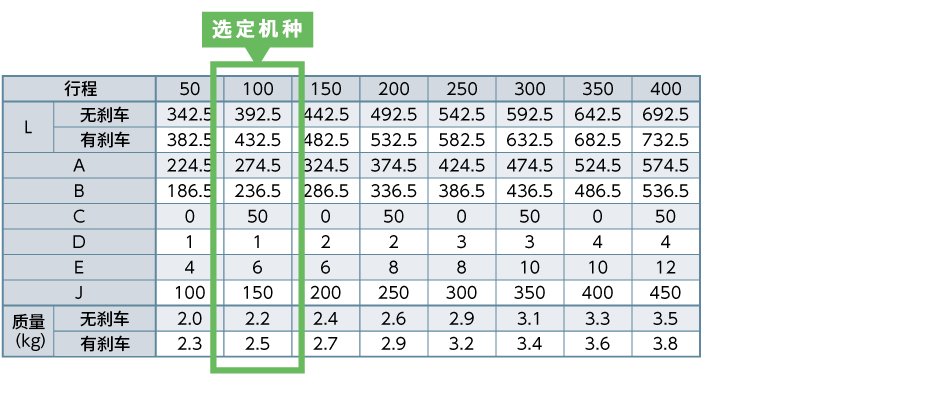 选定机种
行程 50 100 150 200 250 300 350 400
L 无刹车 342.5 392.5 442.5 492.5 542.5 592.5 642.5 692.5
有刹车 382.5 432.5 482.5 532.5 582.5 632.5 682.5 732.5
A 224.5 274.5 324.5 374.5 424.5 474.5 524.5 574.5
B 186.5 236.5 286.5 336.5 386.5 436.5 486.5 536.5
C 0 50 0 50 0 50 0 50
D 1 1 2 2 3 3 4 4
E 4 6 6 8 8 10 10 12
J 100 150 200 250 300 350 400 450
质量 (kg) 无刹车 2.0 2.2 2.4 2.6 2.9 3.1 3.3 3.5
有刹车 2.3 2.5 2.7 2.9 3.2 3.4 3.6 3.8